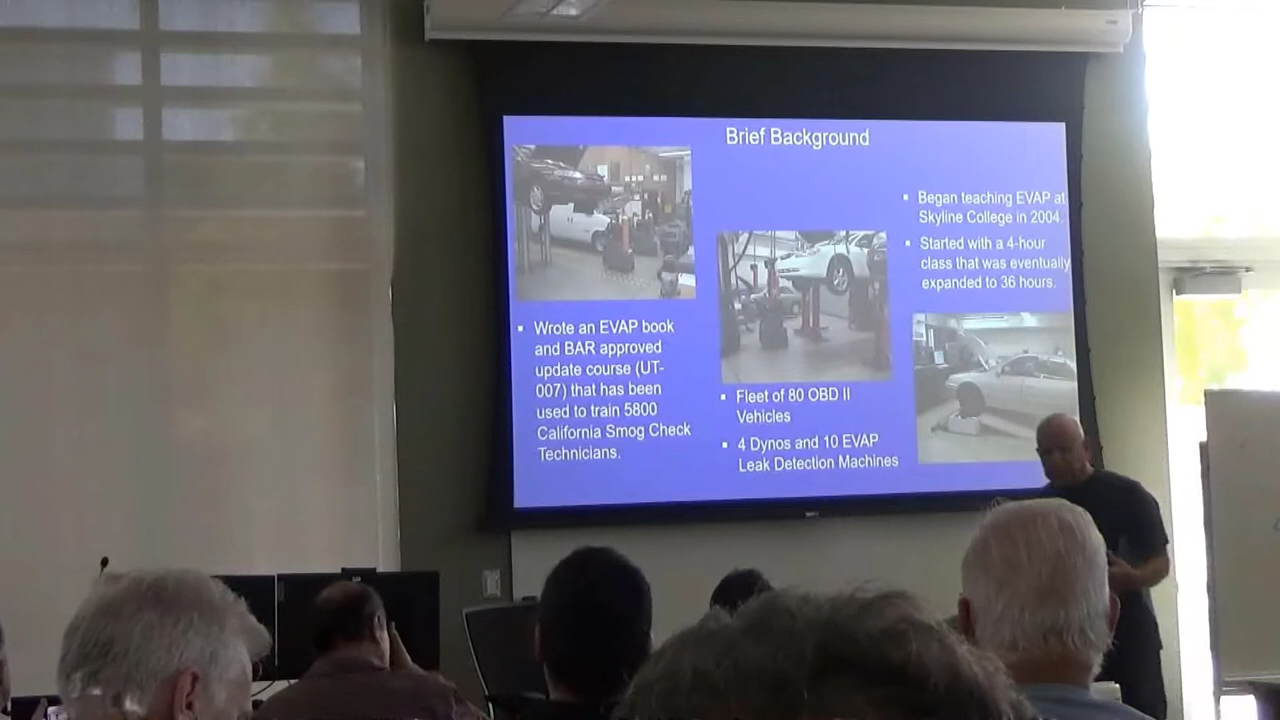 Brief Background
▪ Wrote an EVAP book
and BAR approved
update course (UT-
007) that has been
used to train 5800
California Smog Check
Technicians.
▪ Fleet of 80 OBD II
Vehicles
▪ 4 Dynos and 10 EVAP
Leak Detection Machines
▪ Began teaching EVAP at
Skyline College in 2004.
▪ Started with a 4-hour
class that was eventually
expanded to 36 hours.